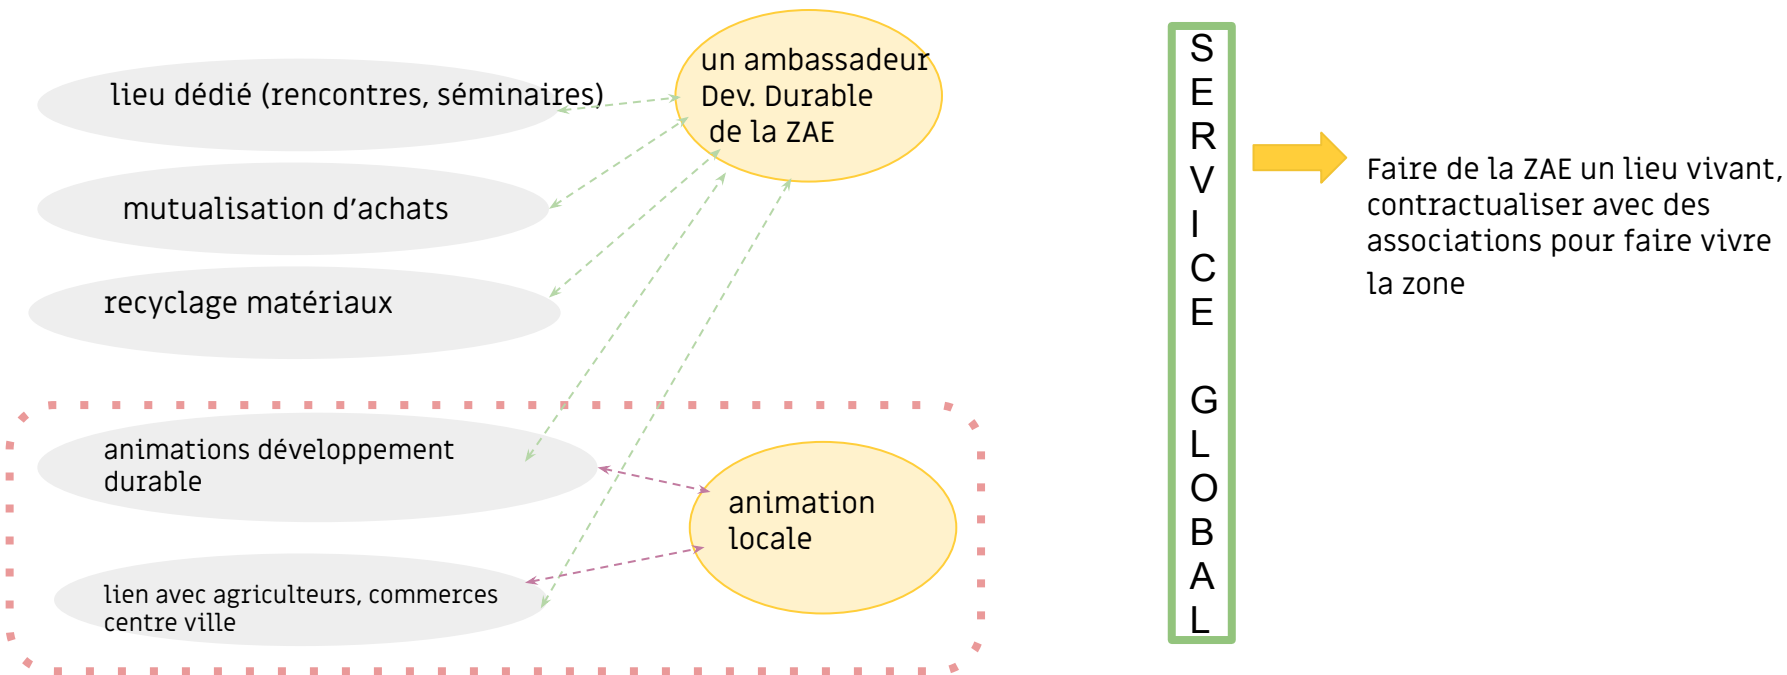 lieu dédié (rencontres, séminaires)
mutualisation d'achats
recyclage matériaux
animations développement
durable
lien avec agriculteurs, commerces
centre ville
un ambassadeur
Dev. Durable
de la ZAE
animation
locale
SERVICE GLOBAL
Faire de la ZAE un lieu vivant,
contractualiser avec des
associations pour faire vivre
la zone